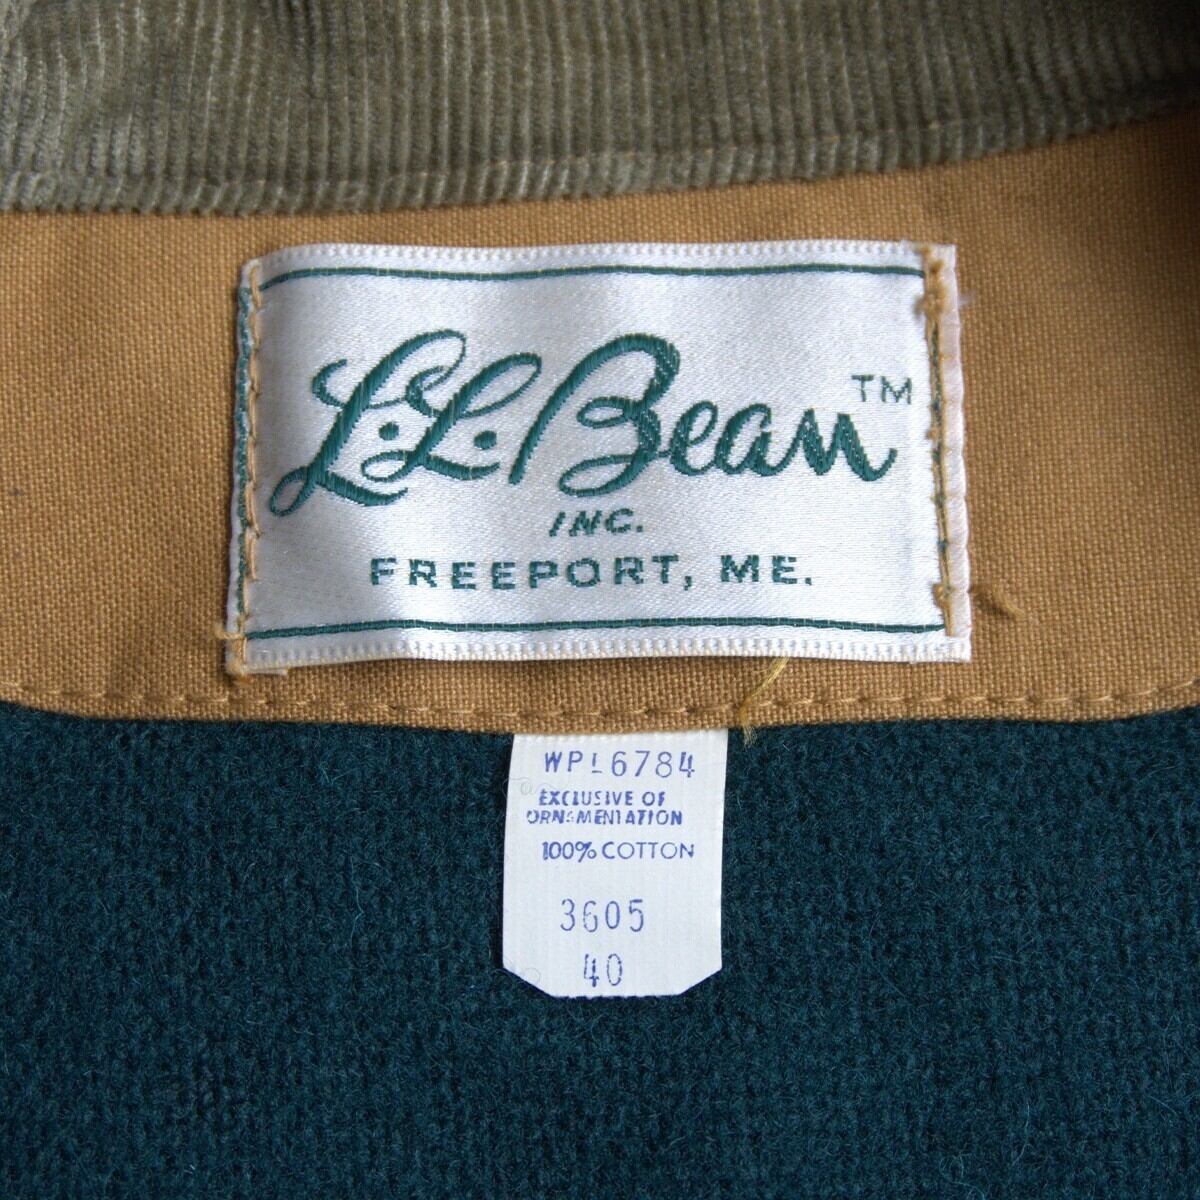 L.L.Bean™
INC.
FREEPORT, ME.
WPL6784
EXCLUSIVE OF
ORNAMENTATION
100% COTTON
3605
40